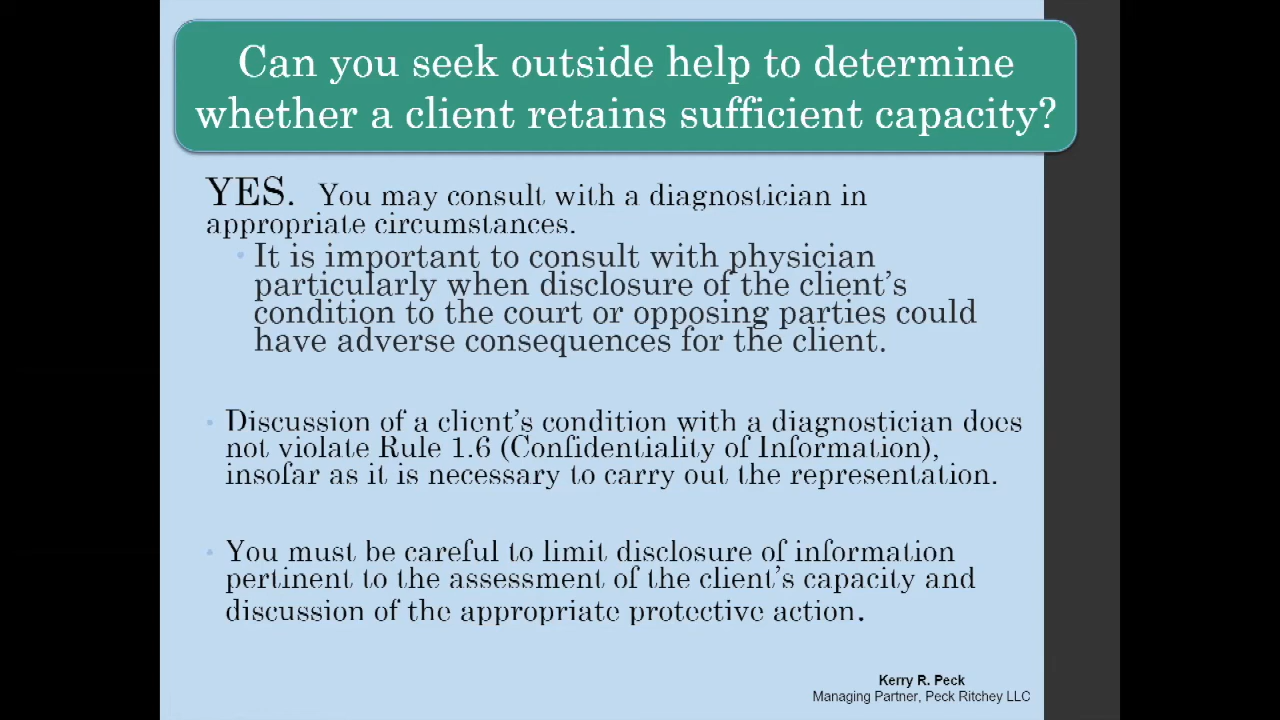 Can you seek outside help to determine
whether a client retains sufficient capacity?
YES. You may consult with a diagnostician in
appropriate circumstances.
• It is important to consult with physician
particularly when disclosure of the client's
condition to the court or opposing parties could
have adverse consequences for the client.
• Discussion of a client's condition with a diagnostician does
not violate Rule 1.6 (Confidentiality of Information),
insofar as it is necessary to carry out the representation.
• You must be careful to limit disclosure of information
pertinent to the assessment of the client's capacity and
discussion of the appropriate protective action.
Kerry R. Peck
Managing Partner, Peck Ritchey LLC